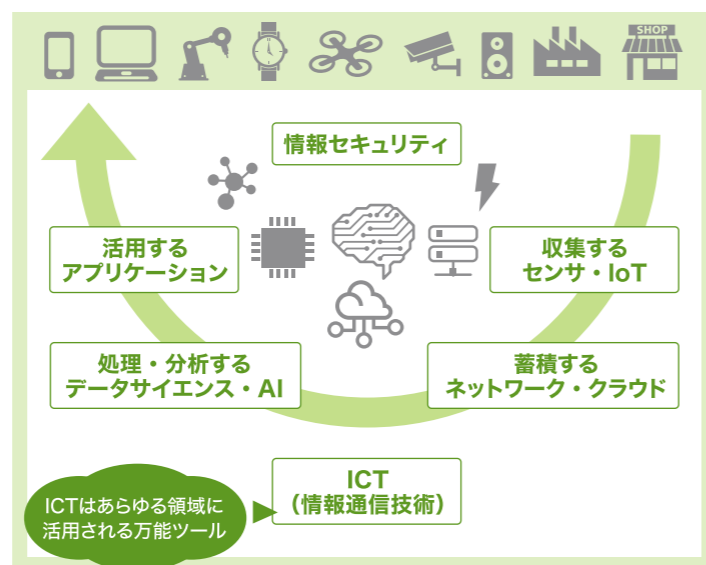 SHOP
情報セキュリティ
活用する
アプリケーション
収集する
センサ・IoT
処理・分析する
データサイエンス・AI
蓄積する
ネットワーク・クラウド
ICT
（情報通信技術）
ICTはあらゆる領域に
活用される万能ツール